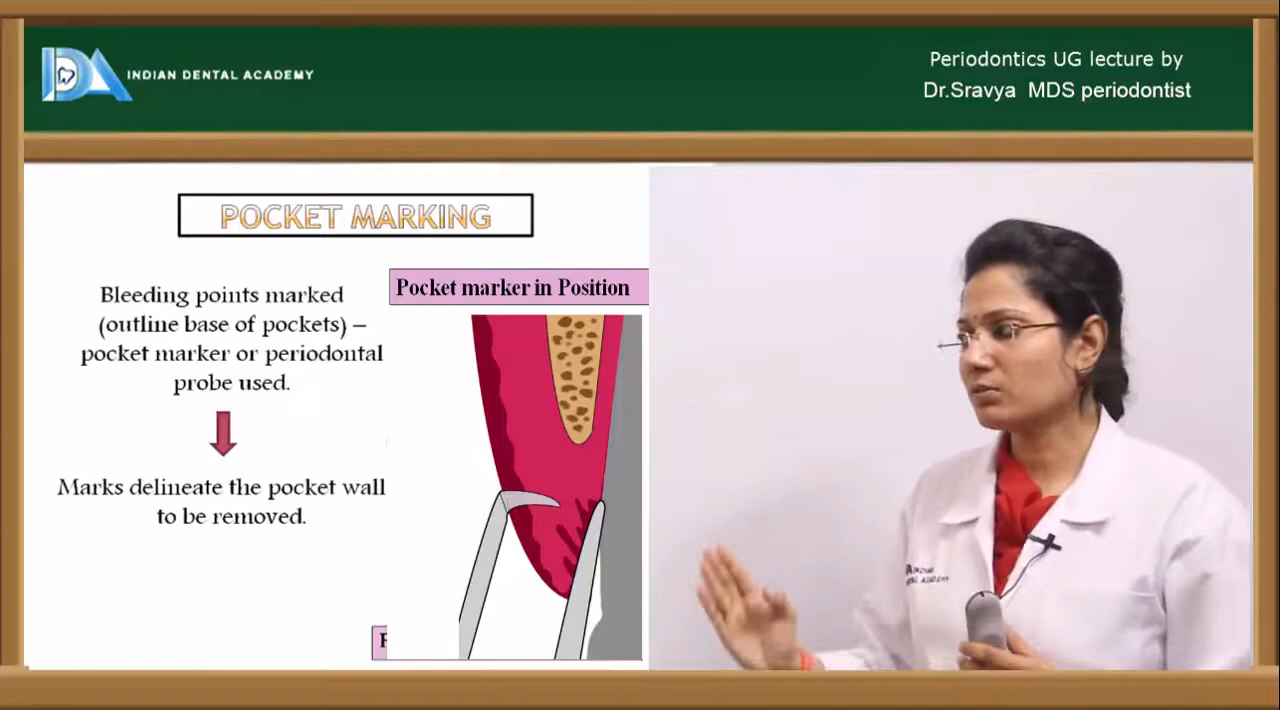 INDIAN DENTAL ACADEMY
Periodontics UG lecture by
Dr.Sravya MDS periodontist
POCKET MARKING
Bleeding points marked
(outline base of pockets) –
pocket marker or periodontal
probe used.
Marks delineate the pocket wall
to be removed.
Pocket marker in Position